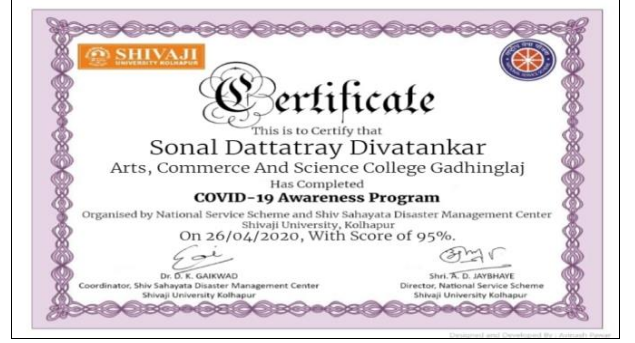 SHIVAJI
UNIVERSITY KOLHAPUR
Certificate
This is to Certify that
Sonal Dattatray Divatankar
Arts, Commerce And Science College Gadhinglaj
Has Completed
COVID-19 Awareness Program
Organised by National Service Scheme and Shiv Sahayata Disaster Management Center
Shivaji University, Kolhapur
On 26/04/2020, With Score of 95%.
Dr. D. K. GAIKWAD
Coordinator, Shiv Sahayata Disaster Management Center
Shivaji University Kolhapur
Shri. A. D. JAYBHAYE
Director, National Service Scheme
Shivaji University Kolhapur
Designed and Developed By : Avinash Pawar